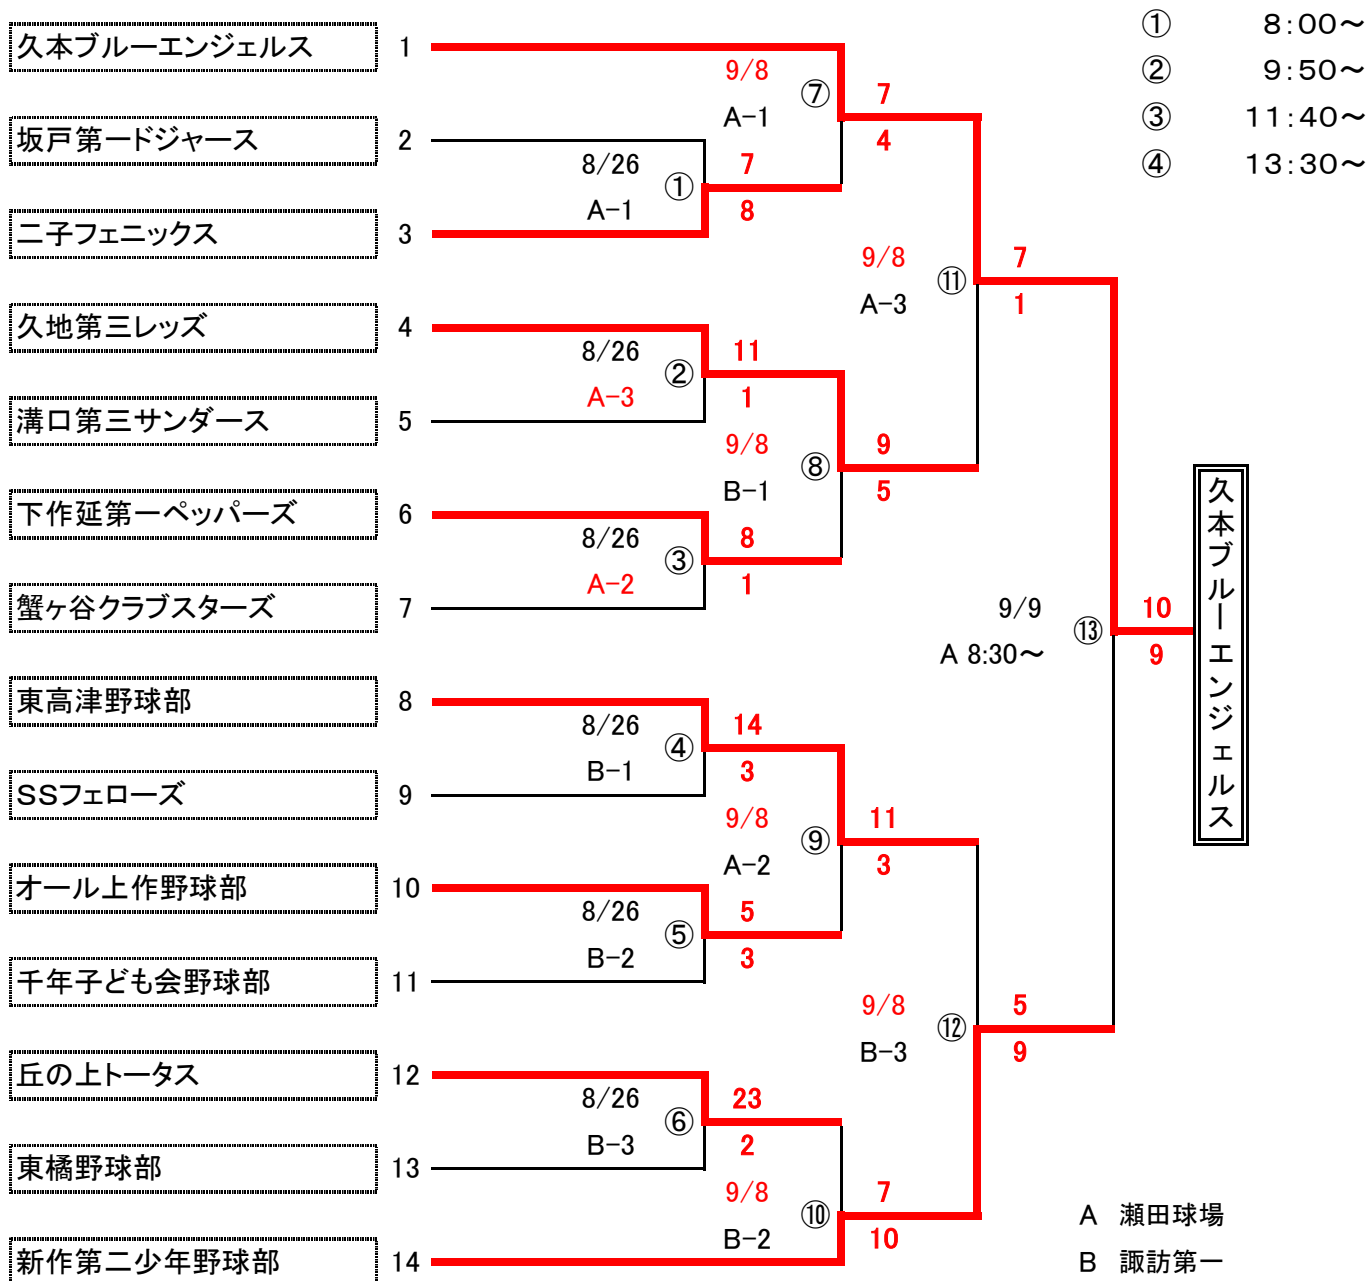 ① 8:00～
② 9:50～
③ 11:40～
④ 13:30～
久本ブルーエンジェルス 1
9/8
⑦
A-1
7
4
坂戸第一ドジャース 2
8/26
①
A-1
7
8
二子フェニックス 3
9/8
⑪
A-3
7
1
久地第三レッズ 4
8/26
②
A-3
11
1
溝口第三サンダース 5
9/8
⑧
B-1
9
5
下作延第一ペッパーズ 6
8/26
③
A-2
8
1
蟹ヶ谷クラブスターズ 7
9/9
⑬
A 8:30～
10
9
久本ブルーエンジェルス
東高津野球部 8
8/26
④
B-1
14
3
SSフェローズ 9
9/8
⑨
A-2
11
3
オール上作野球部 10
8/26
⑤
B-2
5
3
千年子ども会野球部 11
9/8
⑫
B-3
5
9
丘の上トータス 12
8/26
⑥
B-3
23
2
東橘野球部 13
9/8
⑩
B-2
7
10
新作第二少年野球部 14
A 瀬田球場
B 諏訪第一